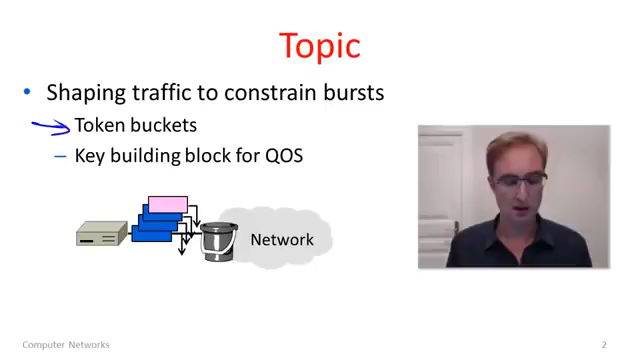 Topic
• Shaping traffic to constrain bursts
Token buckets
– Key building block for QOS
Network
Computer Networks
2